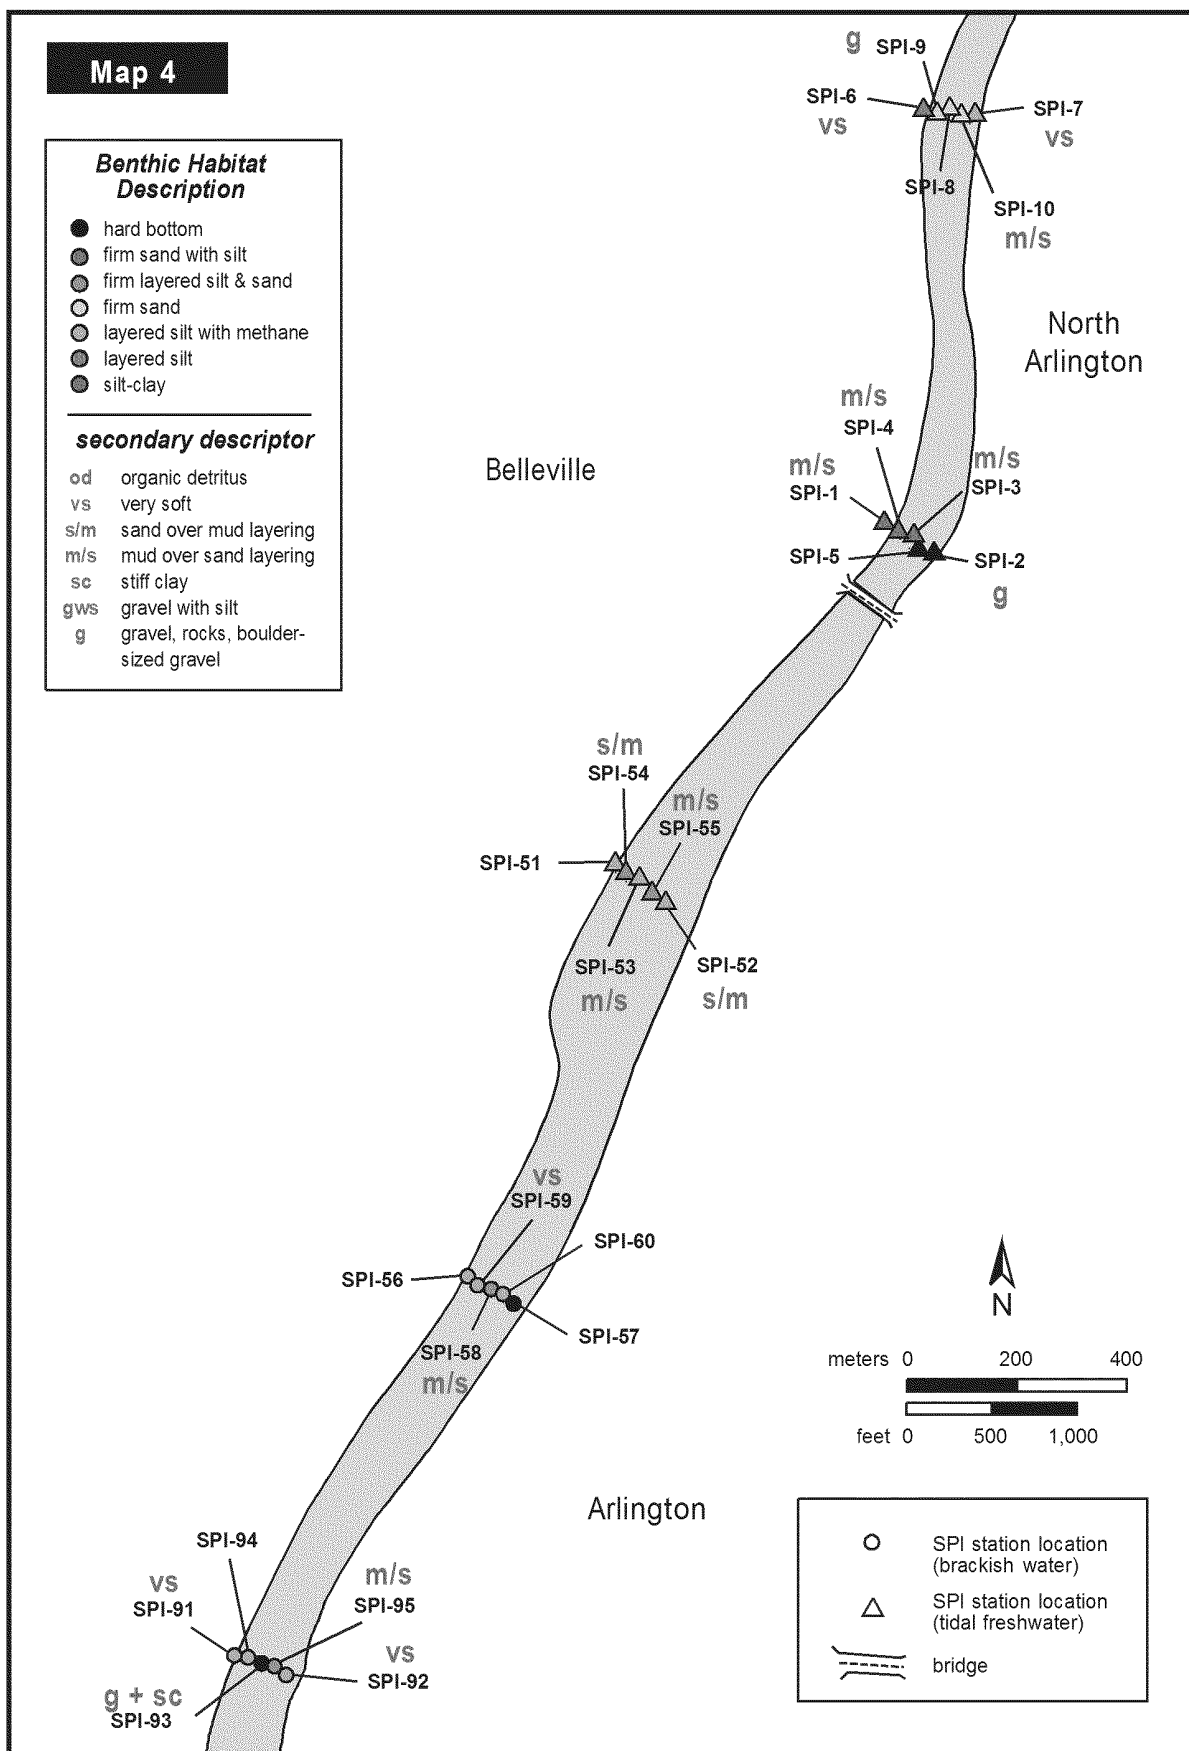 Map 4
Benthic Habitat
Description
hard bottom
firm sand with silt
firm layered silt & sand
firm sand
layered silt with methane
layered silt
silt-clay
secondary descriptor
od organic detritus
vs very soft
s/m sand over mud layering
m/s mud over sand layering
sc stiff clay
gws gravel with silt
g gravel, rocks, boulder-
sized gravel
g SPI-9
SPI-6
vs
SPI-7
vs
SPI-8
SPI-10
m/s
North
Arlington
m/s
SPI-4
Belleville
m/s
SPI-1
m/s
SPI-3
SPI-5
SPI-2
g
s/m
SPI-54
m/s
SPI-55
SPI-51
SPI-53
m/s
SPI-52
s/m
vs
SPI-59
SPI-60
SPI-56
SPI-57
SPI-58
m/s
N
meters 0 200 400
feet 0 500 1,000
Arlington
SPI-94
vs
SPI-91
m/s
SPI-95
vs
SPI-92
g + sc
SPI-93
SPI station location
(brackish water)
SPI station location
(tidal freshwater)
bridge